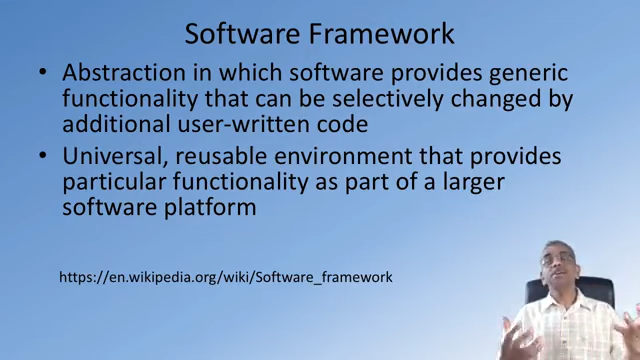 Software Framework
• Abstraction in which software provides generic
functionality that can be selectively changed by
additional user-written code
• Universal, reusable environment that provides
particular functionality as part of a larger
software platform
https://en.wikipedia.org/wiki/Software_framework